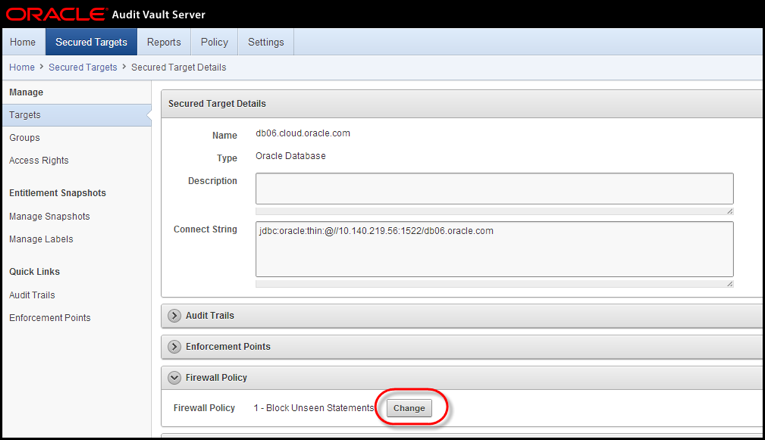 ORACLE Audit Vault Server
Home Secured Targets Reports Policy Settings
Home > Secured Targets > Secured Target Details
Manage
Targets
Groups
Access Rights
Entitlement Snapshots
Manage Snapshots
Manage Labels
Quick Links
Audit Trails
Enforcement Points
Secured Target Details
Name db06.cloud.oracle.com
Type Oracle Database
Description
Connect String jdbc:oracle:thin:@//10.140.219.56:1522/db06.oracle.com
Audit Trails
Enforcement Points
Firewall Policy
Firewall Policy 1 - Block Unseen Statements Change